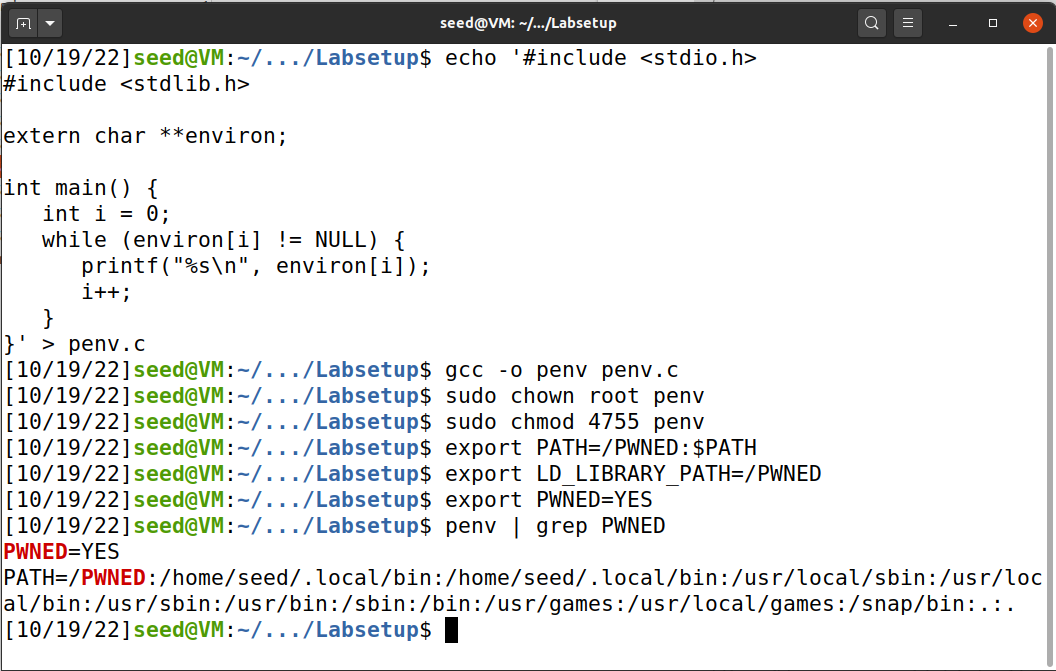 seed@VM: ~/.../Labsetup
[10/19/22]seed@VM:~/.../Labsetup$ echo '#include <stdio.h>
#include <stdlib.h>
extern char **environ;
int main() {
   int i = 0;
   while (environ[i] != NULL) {
      printf("%s\n", environ[i]);
      i++;
   }
}' > penv.c
[10/19/22]seed@VM:~/.../Labsetup$ gcc -o penv penv.c
[10/19/22]seed@VM:~/.../Labsetup$ sudo chown root penv
[10/19/22]seed@VM:~/.../Labsetup$ sudo chmod 4755 penv
[10/19/22]seed@VM:~/.../Labsetup$ export PATH=/PWNED:$PATH
[10/19/22]seed@VM:~/.../Labsetup$ export LD_LIBRARY_PATH=/PWNED
[10/19/22]seed@VM:~/.../Labsetup$ export PWNED=YES
[10/19/22]seed@VM:~/.../Labsetup$ penv | grep PWNED
PWNED=YES
PATH=/PWNED:/home/seed/.local/bin:/home/seed/.local/bin:/usr/local/sbin:/usr/loc
al/bin:/usr/sbin:/usr/bin:/sbin:/bin:/usr/games:/usr/local/games:/snap/bin:.:.
[10/19/22]seed@VM:~/.../Labsetup$